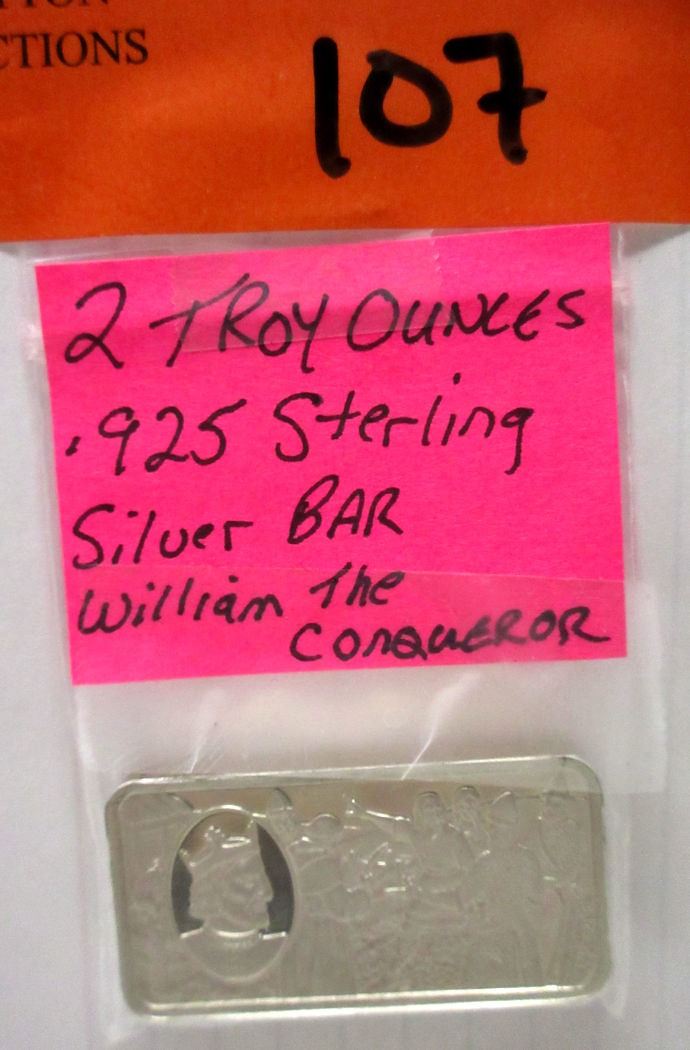 CTIONS
107
2 TROY OUNCES
.925 Sterling
Silver BAR
William The
CONQUEROR